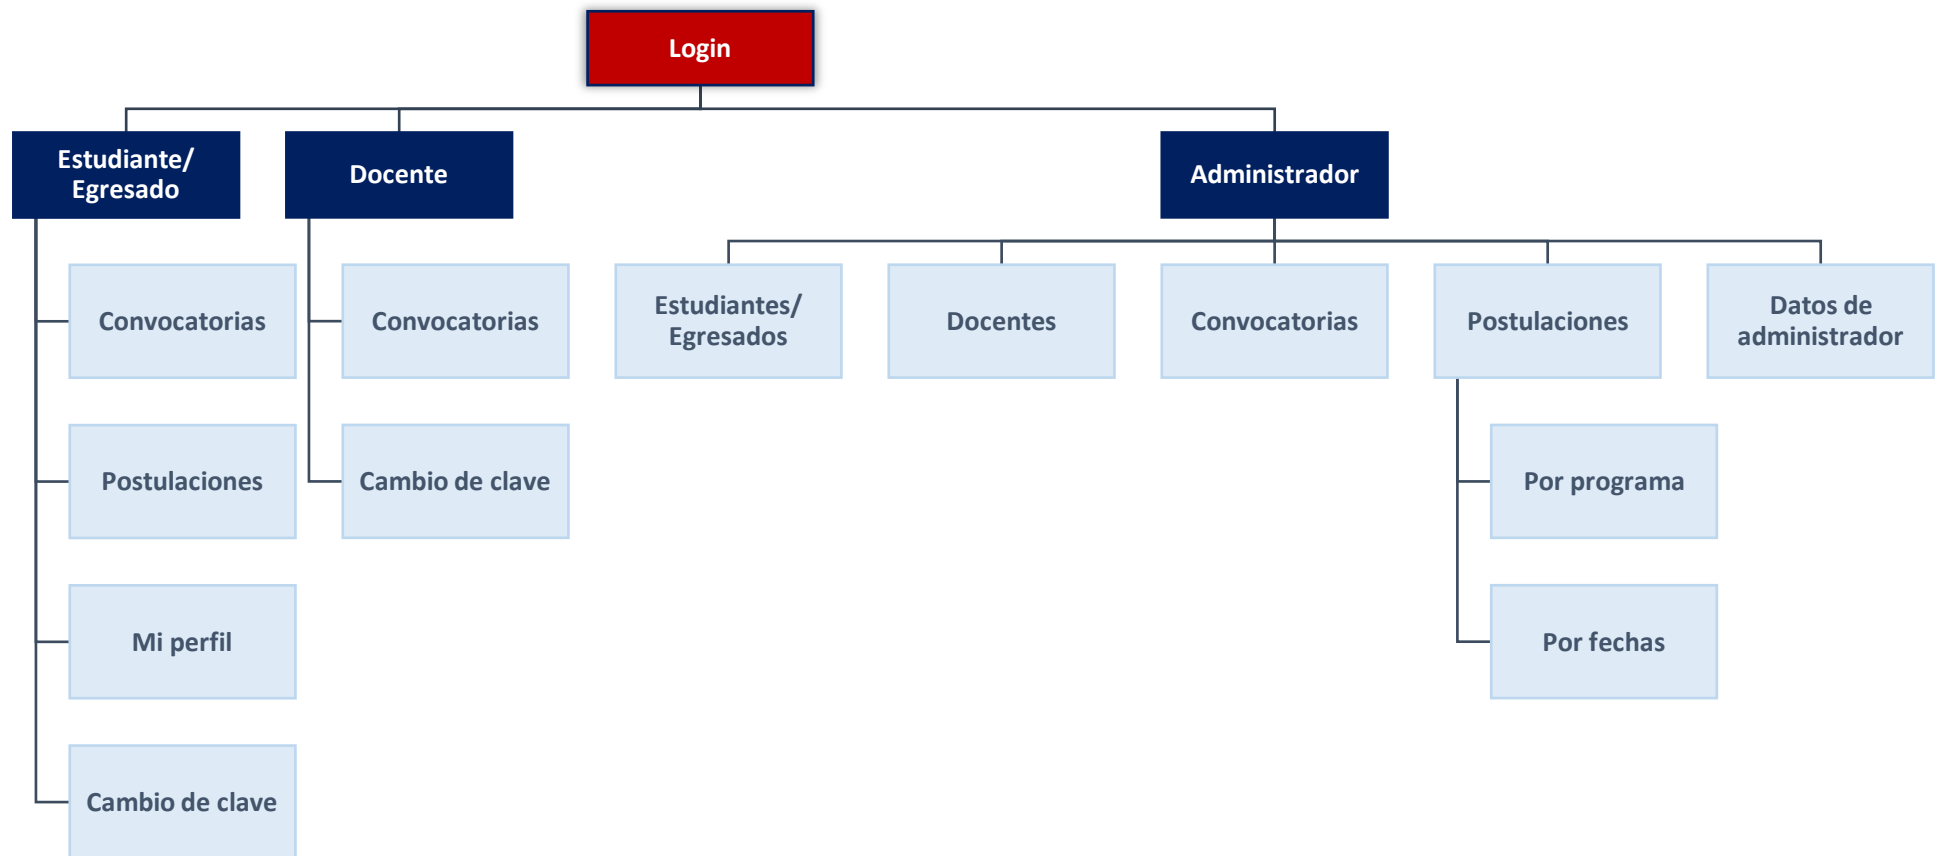 Login
Estudiante/
Egresado
Docente
Administrador
Convocatorias
Convocatorias
Estudiantes/
Egresados
Docentes
Convocatorias
Postulaciones
Datos de
administrador
Postulaciones
Cambio de clave
Por programa
Mi perfil
Por fechas
Cambio de clave